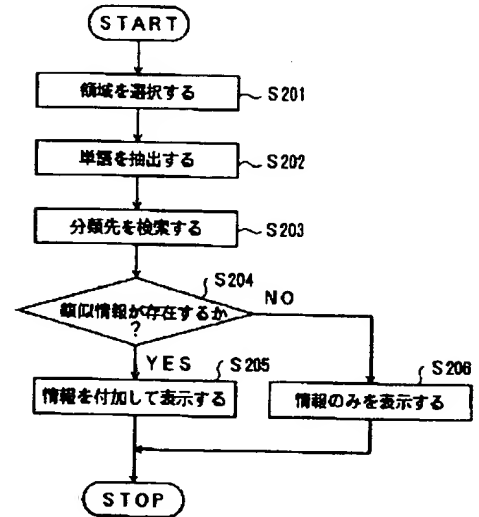 START
領域を選択する
S201
単語を抽出する
S202
分類先を検索する
S203
S204
類似情報が存在するか
?
NO
YES
S205
S206
情報を付加して表示する
情報のみを表示する
STOP